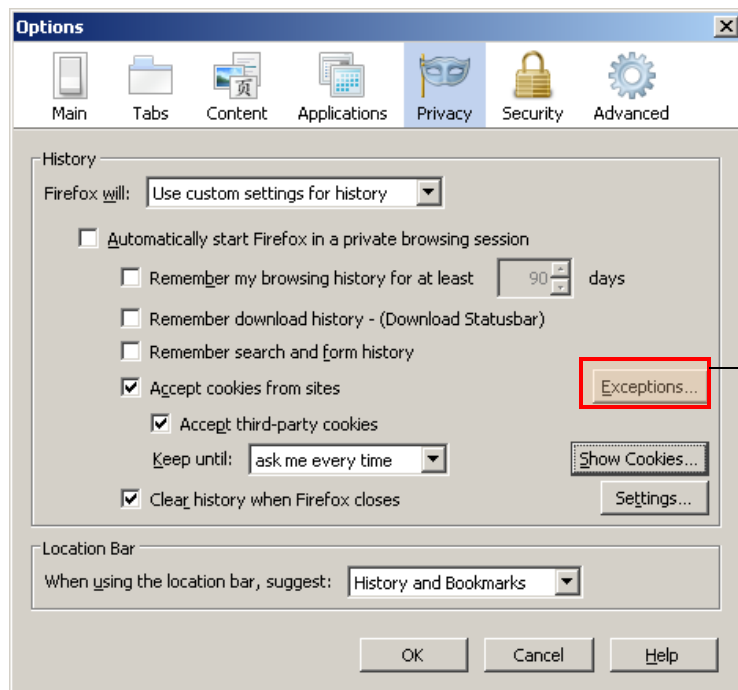 Options
Main Tabs Content Applications Privacy Security Advanced
页
History
Firefox will: Use custom settings for history
Automatically start Firefox in a private browsing session
Remember my browsing history for at least 90 days
Remember download history - (Download Statusbar)
Remember search and form history
Accept cookies from sites Exceptions...
Accept third-party cookies
Keep until: ask me every time Show Cookies...
Clear history when Firefox closes Settings...
Location Bar
When using the location bar, suggest: History and Bookmarks
OK Cancel Help